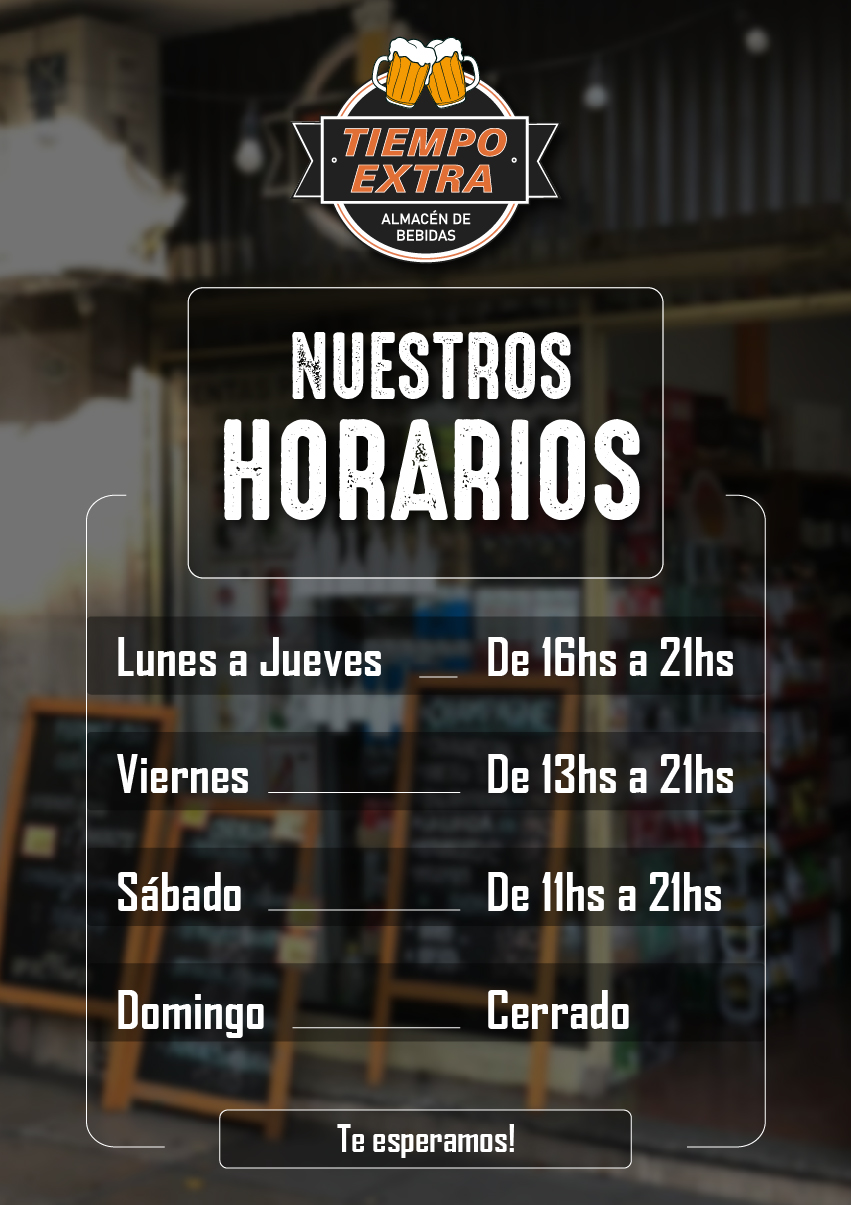 TIEMPO
EXTRA
ALMACÉN DE
BEBIDAS
NUESTROS
HORARIOS
Lunes a Jueves De 16hs a 21hs
Viernes De 13hs a 21hs
Sábado De 11hs a 21hs
Domingo Cerrado
Te esperamos!